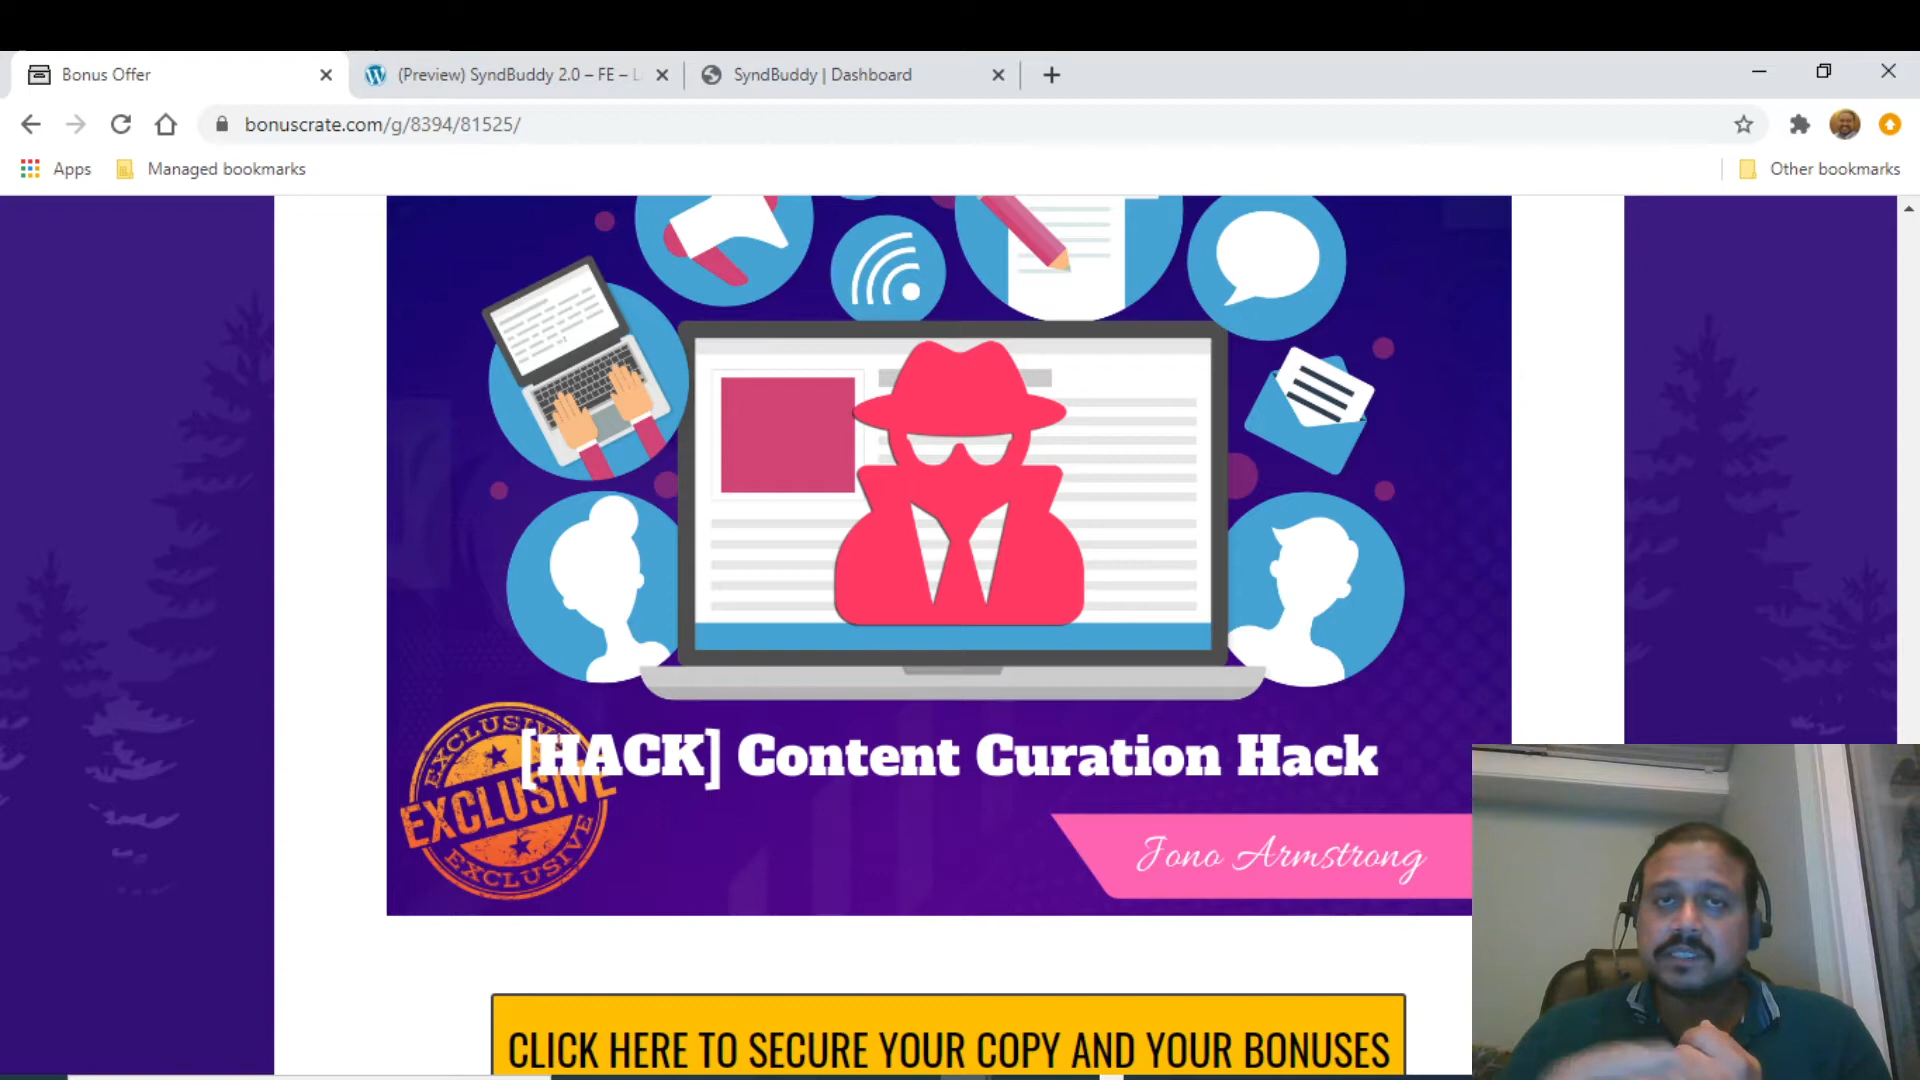 Bonus Offer
(Preview) SyndBuddy 2.0 – FE –
SyndBuddy | Dashboard
bonuscrate.com/g/8394/81525/
Apps
Managed bookmarks
Other bookmarks
[HACK] Content Curation Hack
EXCLUSIVE
EXCLUSIVE
EXCLUSIVE
Jono Armstrong
CLICK HERE TO SECURE YOUR COPY AND YOUR BONUSES